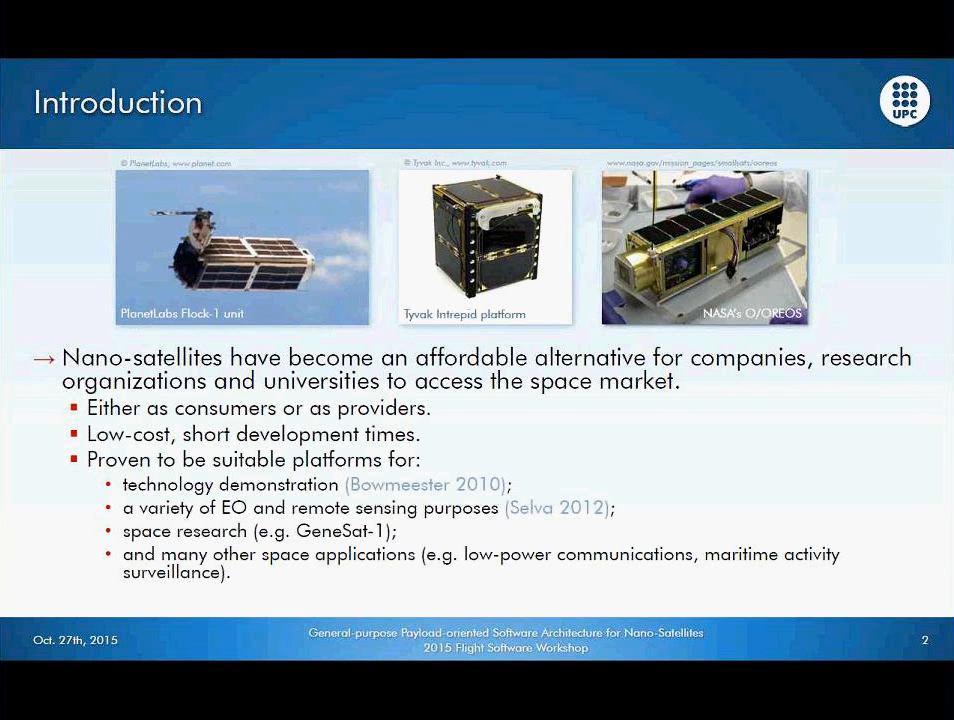 Introduction
UPC
© PlanetLabs, www.planet.com
© Tyvak Inc., www.tyvak.com
www.nasa.gov/mission_pages/smallsats/ooreos
PlanetLabs Flock-1 unit
Tyvak Intrepid platform
NASA's O/OREOS
→ Nano-satellites have become an affordable alternative for companies, research
organizations and universities to access the space market.
▪ Either as consumers or as providers.
▪ Low-cost, short development times.
▪ Proven to be suitable platforms for:
• technology demonstration (Bowmeester 2010);
• a variety of EO and remote sensing purposes (Selva 2012);
• space research (e.g. GeneSat-1);
• and many other space applications (e.g. low-power communications, maritime activity
surveillance).
Oct. 27th, 2015
General-purpose Payload-oriented Software Architecture for Nano-Satellites
2015 Flight Software Workshop
2